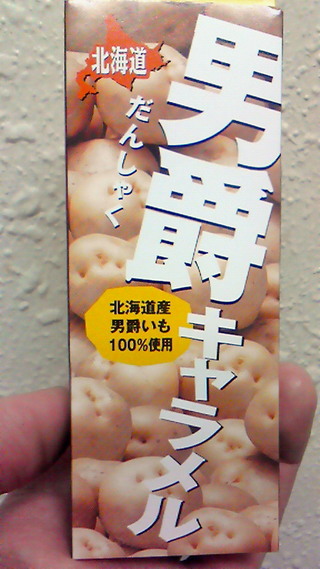 北海道
だんしゃく
男爵キャラメル
北海道産
男爵いも
100%使用